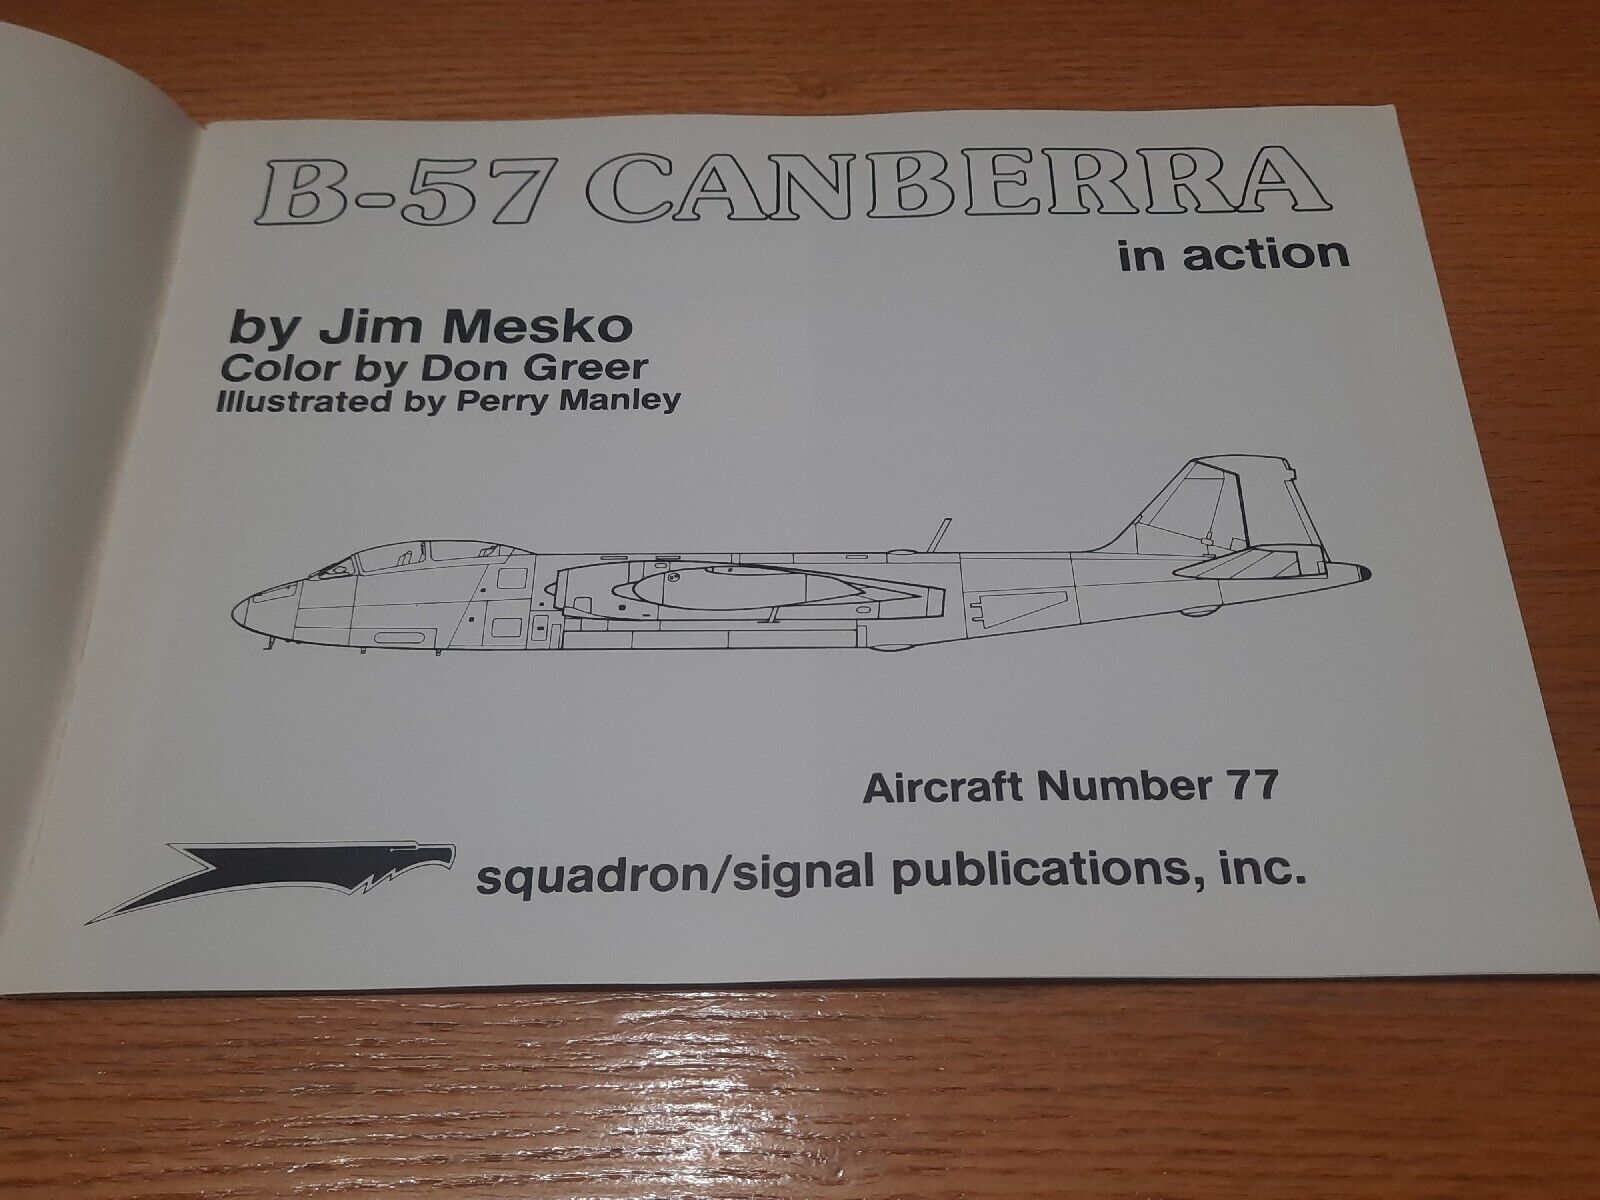 B-57 CANBERRA
in action
by Jim Mesko
Color by Don Greer
Illustrated by Perry Manley
Aircraft Number 77
squadron/signal publications, inc.